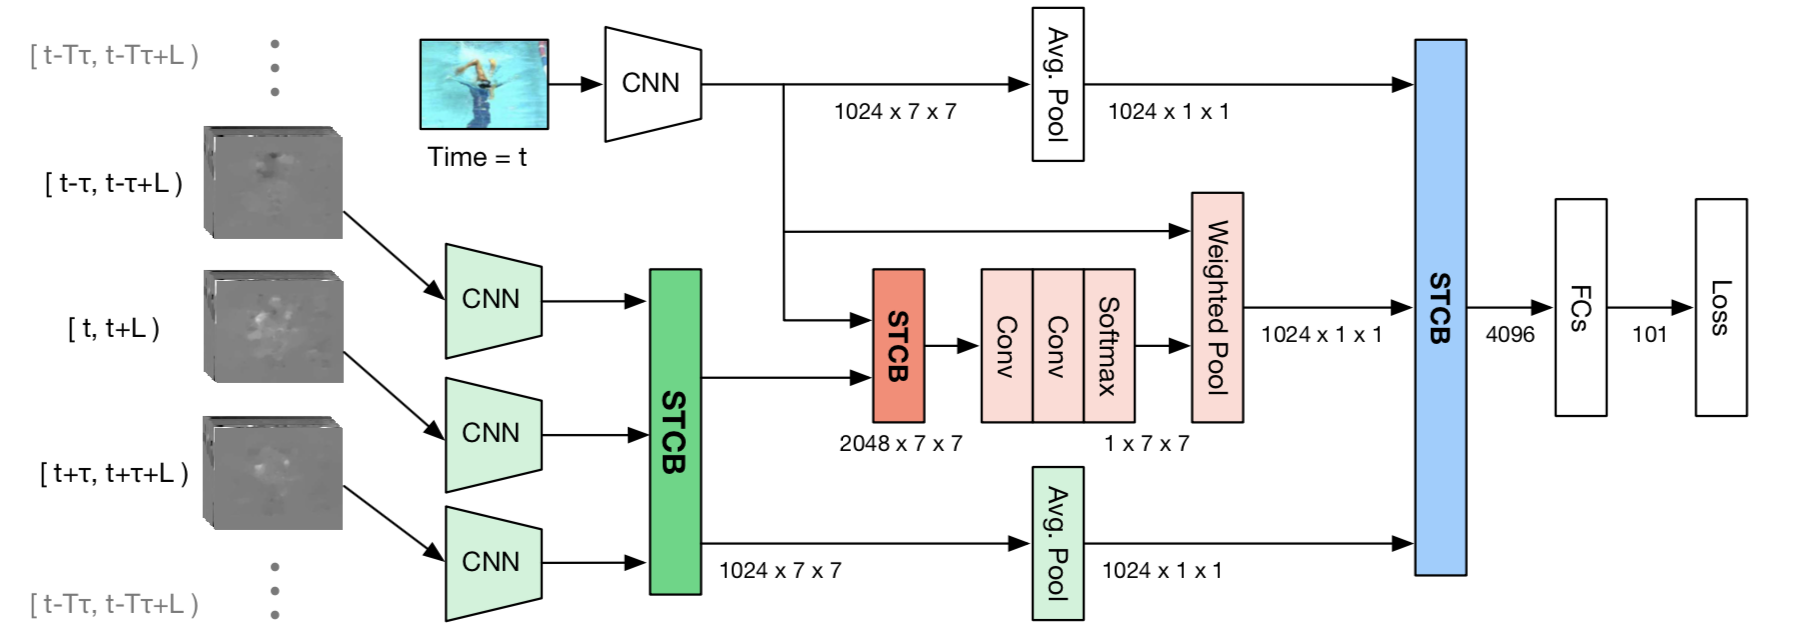 [ t-Tτ, t-Tτ+L )
[ t-τ, t-τ+L )
[ t, t+L )
[ t+τ, t+τ+L )
[ t-Tτ, t-Tτ+L )
Time = t
CNN
1024 x 7 x 7
Avg. Pool
1024 x 1 x 1
CNN
CNN
CNN
STCB
STCB
2048 x 7 x 7
Conv
Conv
Softmax
1 x 7 x 7
Weighted Pool
1024 x 1 x 1
1024 x 7 x 7
Avg. Pool
1024 x 1 x 1
STCB
4096
FCs
101
Loss